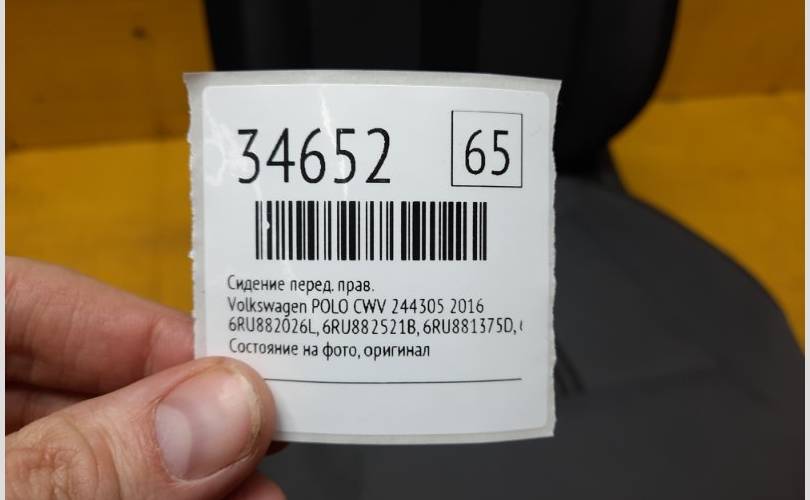 34652
65
Сидение перед. прав.
Volkswagen POLO CWV 244305 2016
6RU882026L, 6RU882521B, 6RU881375D,
Состояние на фото, оригинал